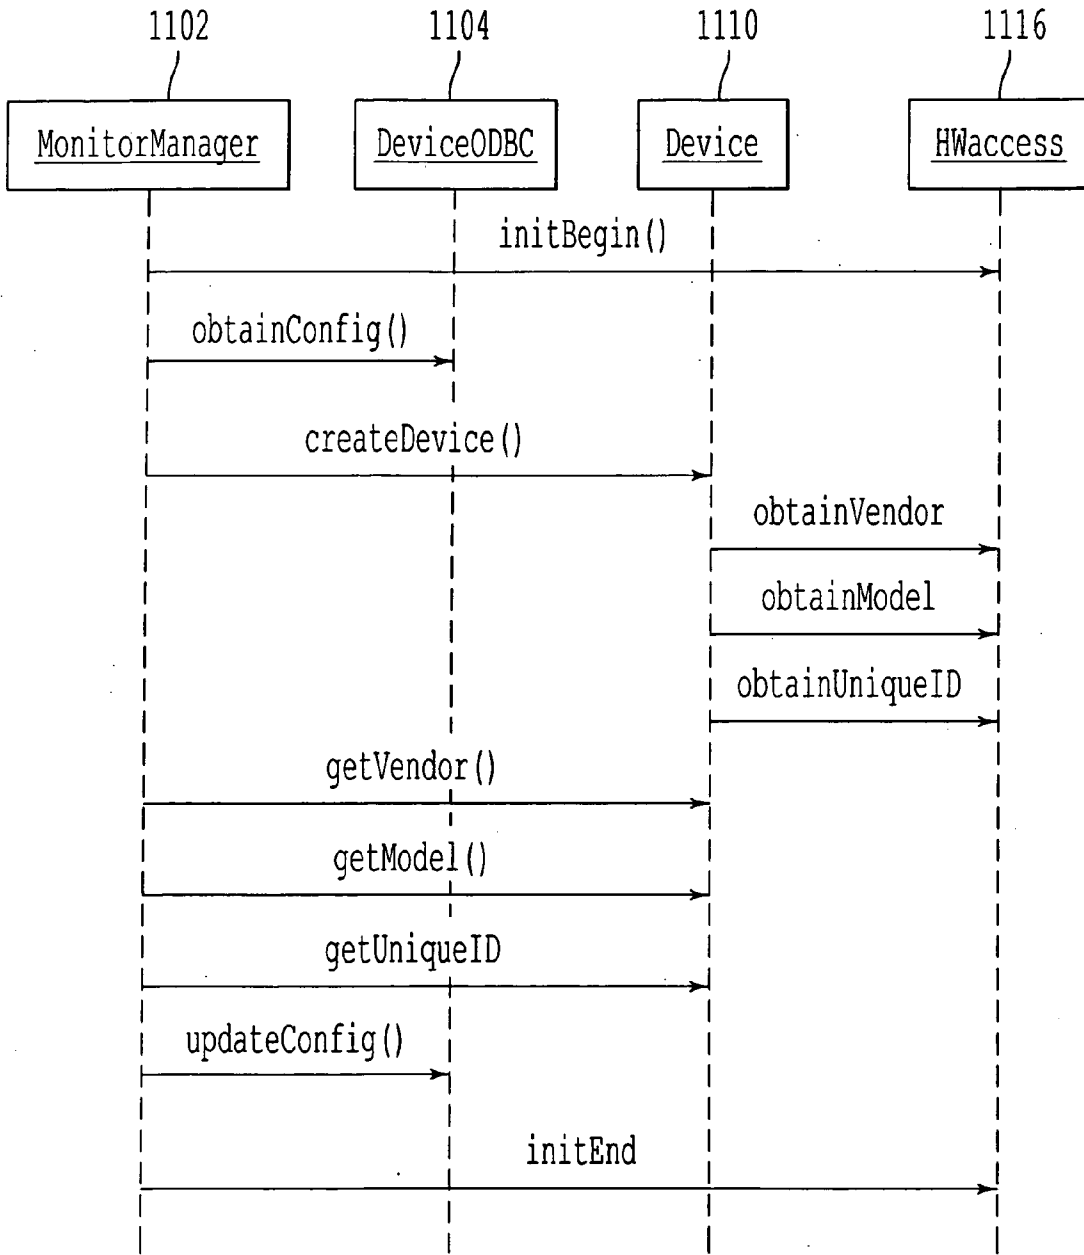 1102 1104 1110 1116
MonitorManager DeviceODBC Device HWaccess
initBegin()
obtainConfig()
createDevice()
obtainVendor
obtainModel
obtainUniqueID
getVendor()
getModel()
getUniqueID
updateConfig()
initEnd